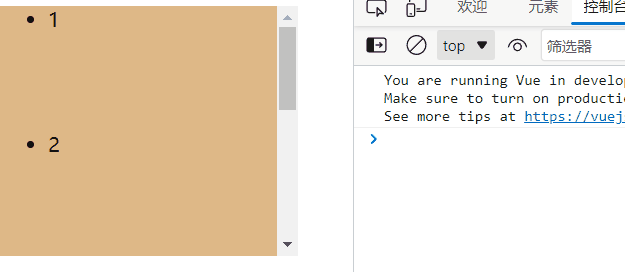 1
2
欢迎
元素
控制台
top
筛选器
You are running Vue in develop
Make sure to turn on productio
See more tips at https://vuej